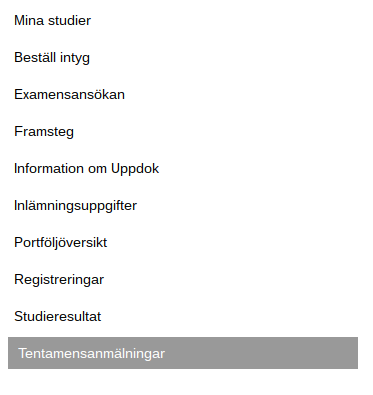 Mina studier
Beställ intyg
Examensansökan
Framsteg
Information om Uppdok
Inlämningsuppgifter
Portföljöversikt
Registreringar
Studieresultat
Tentamensanmälningar